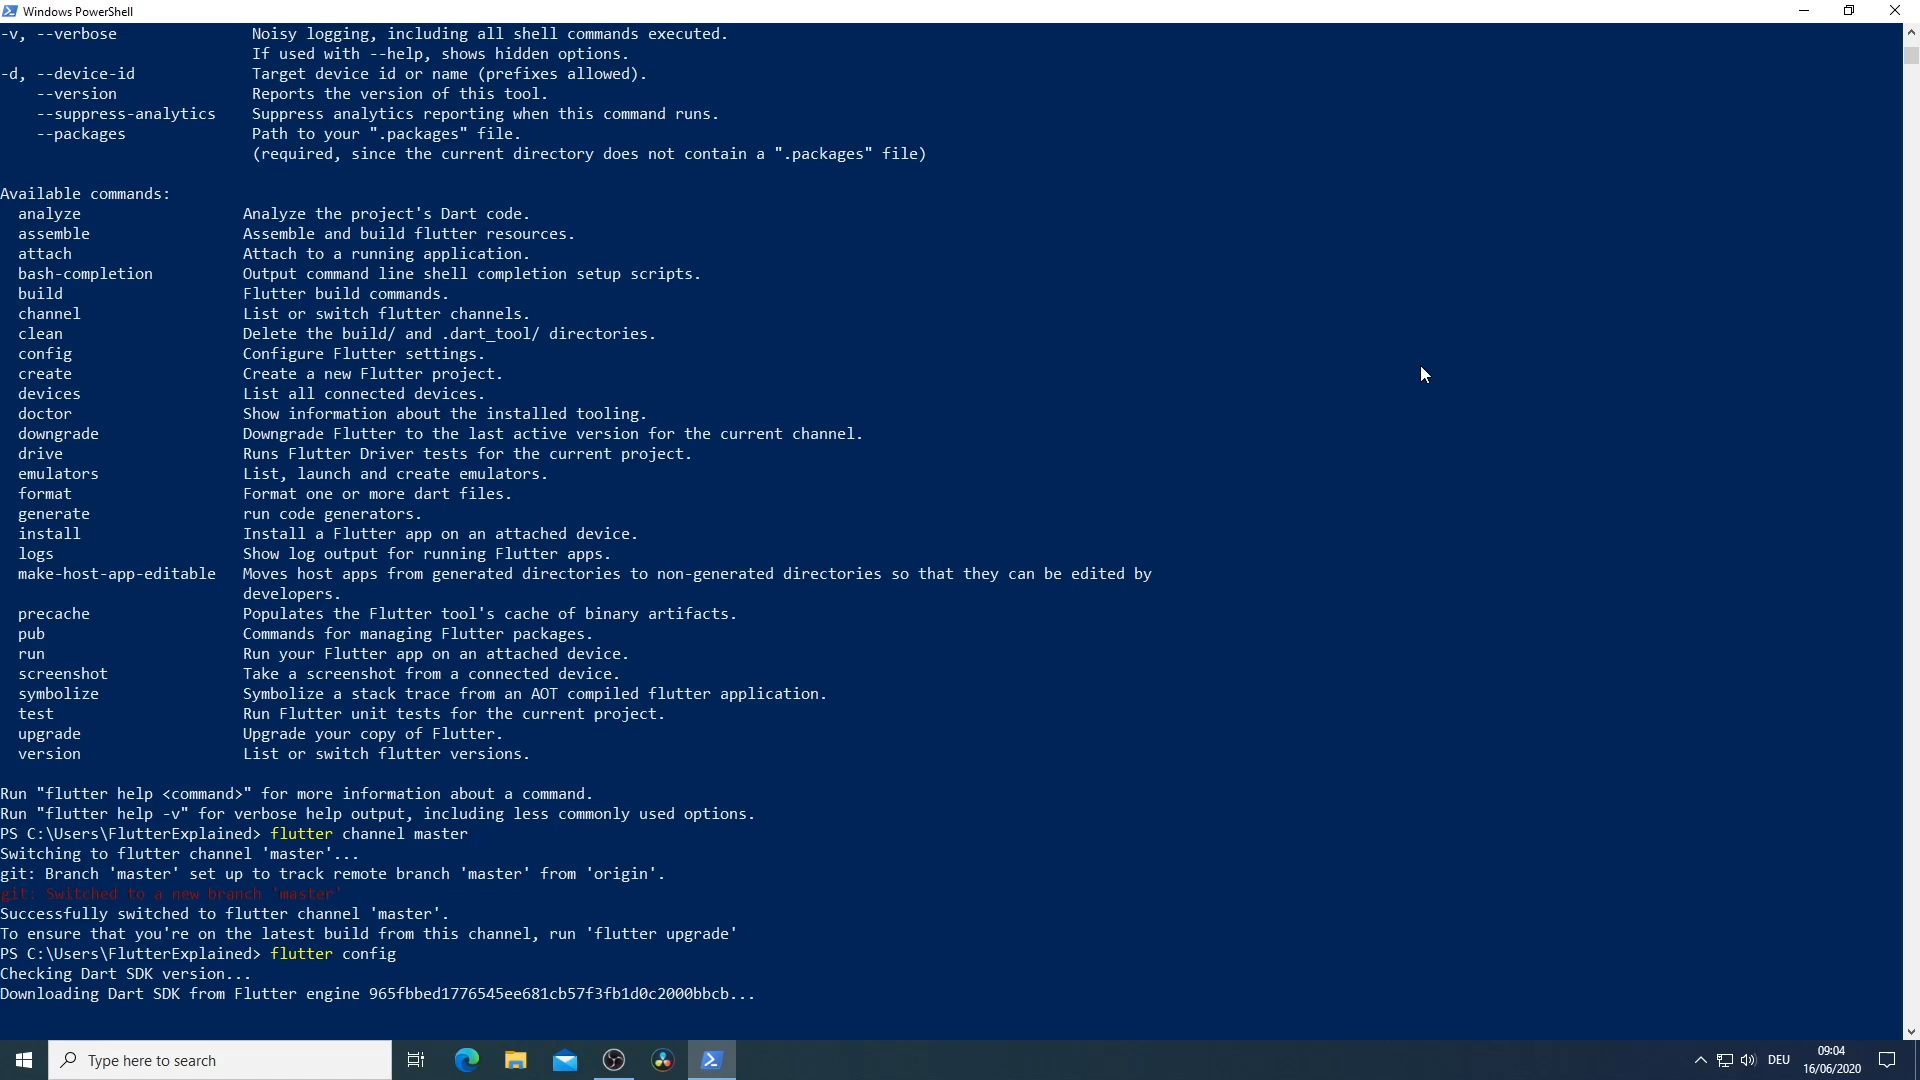 Windows PowerShell
-v, --verbose Noisy logging, including all shell commands executed.
If used with --help, shows hidden options.
-d, --device-id Target device id or name (prefixes allowed).
--version Reports the version of this tool.
--suppress-analytics Suppress analytics reporting when this command runs.
--packages Path to your ".packages" file.
(required, since the current directory does not contain a ".packages" file)
Available commands:
analyze Analyze the project's Dart code.
assemble Assemble and build flutter resources.
attach Attach to a running application.
bash-completion Output command line shell completion setup scripts.
build Flutter build commands.
channel List or switch flutter channels.
clean Delete the build/ and .dart_tool/ directories.
config Configure Flutter settings.
create Create a new Flutter project.
devices List all connected devices.
doctor Show information about the installed tooling.
downgrade Downgrade Flutter to the last active version for the current channel.
drive Runs Flutter Driver tests for the current project.
emulators List, launch and create emulators.
format Format one or more dart files.
generate run code generators.
install Install a Flutter app on an attached device.
logs Show log output for running Flutter apps.
make-host-app-editable Moves host apps from generated directories to non-generated directories so that they can be edited by
developers.
precache Populates the Flutter tool's cache of binary artifacts.
pub Commands for managing Flutter packages.
run Run your Flutter app on an attached device.
screenshot Take a screenshot from a connected device.
symbolize Symbolize a stack trace from an AOT compiled flutter application.
test Run Flutter unit tests for the current project.
upgrade Upgrade your copy of Flutter.
version List or switch flutter versions.
Run "flutter help <command>" for more information about a command.
Run "flutter help -v" for verbose help output, including less commonly used options.
PS C:\Users\FlutterExplained> flutter channel master
Switching to flutter channel 'master'...
git: Branch 'master' set up to track remote branch 'master' from 'origin'.
git: Switched to a new branch 'master'
Successfully switched to flutter channel 'master'.
To ensure that you're on the latest build from this channel, run 'flutter upgrade'
PS C:\Users\FlutterExplained> flutter config
Checking Dart SDK version...
Downloading Dart SDK from Flutter engine 965fbbed1776545ee681cb57f3fb1d0c2000bbcb...
Type here to search
DEU
09:04
16/06/2020